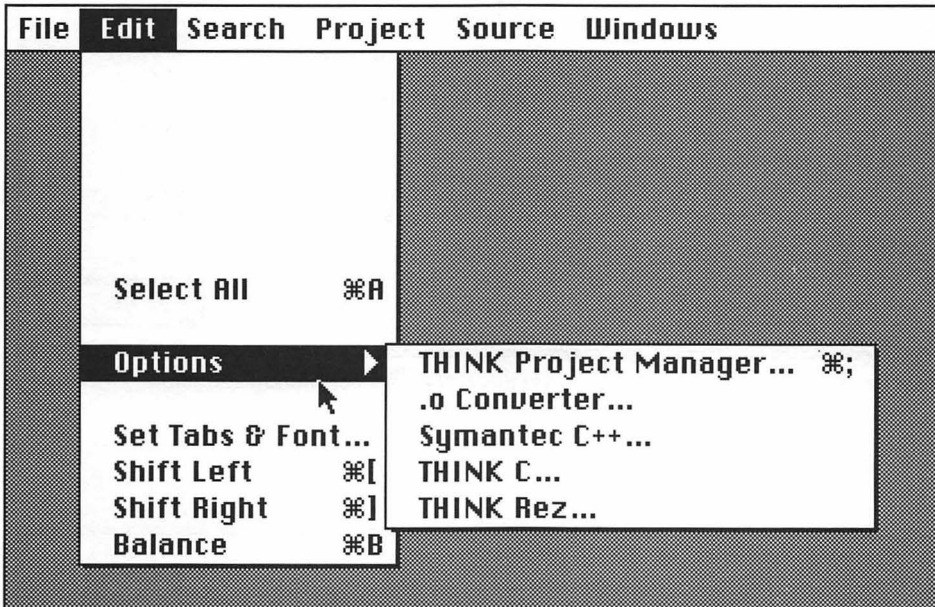 File Edit Search Project Source Windows
Select All ⌘A
Options
THINK Project Manager... ⌘;
.o Converter...
Symantec C++...
THINK C...
THINK Rez...
Set Tabs & Font...
Shift Left ⌘[
Shift Right ⌘]
Balance ⌘B